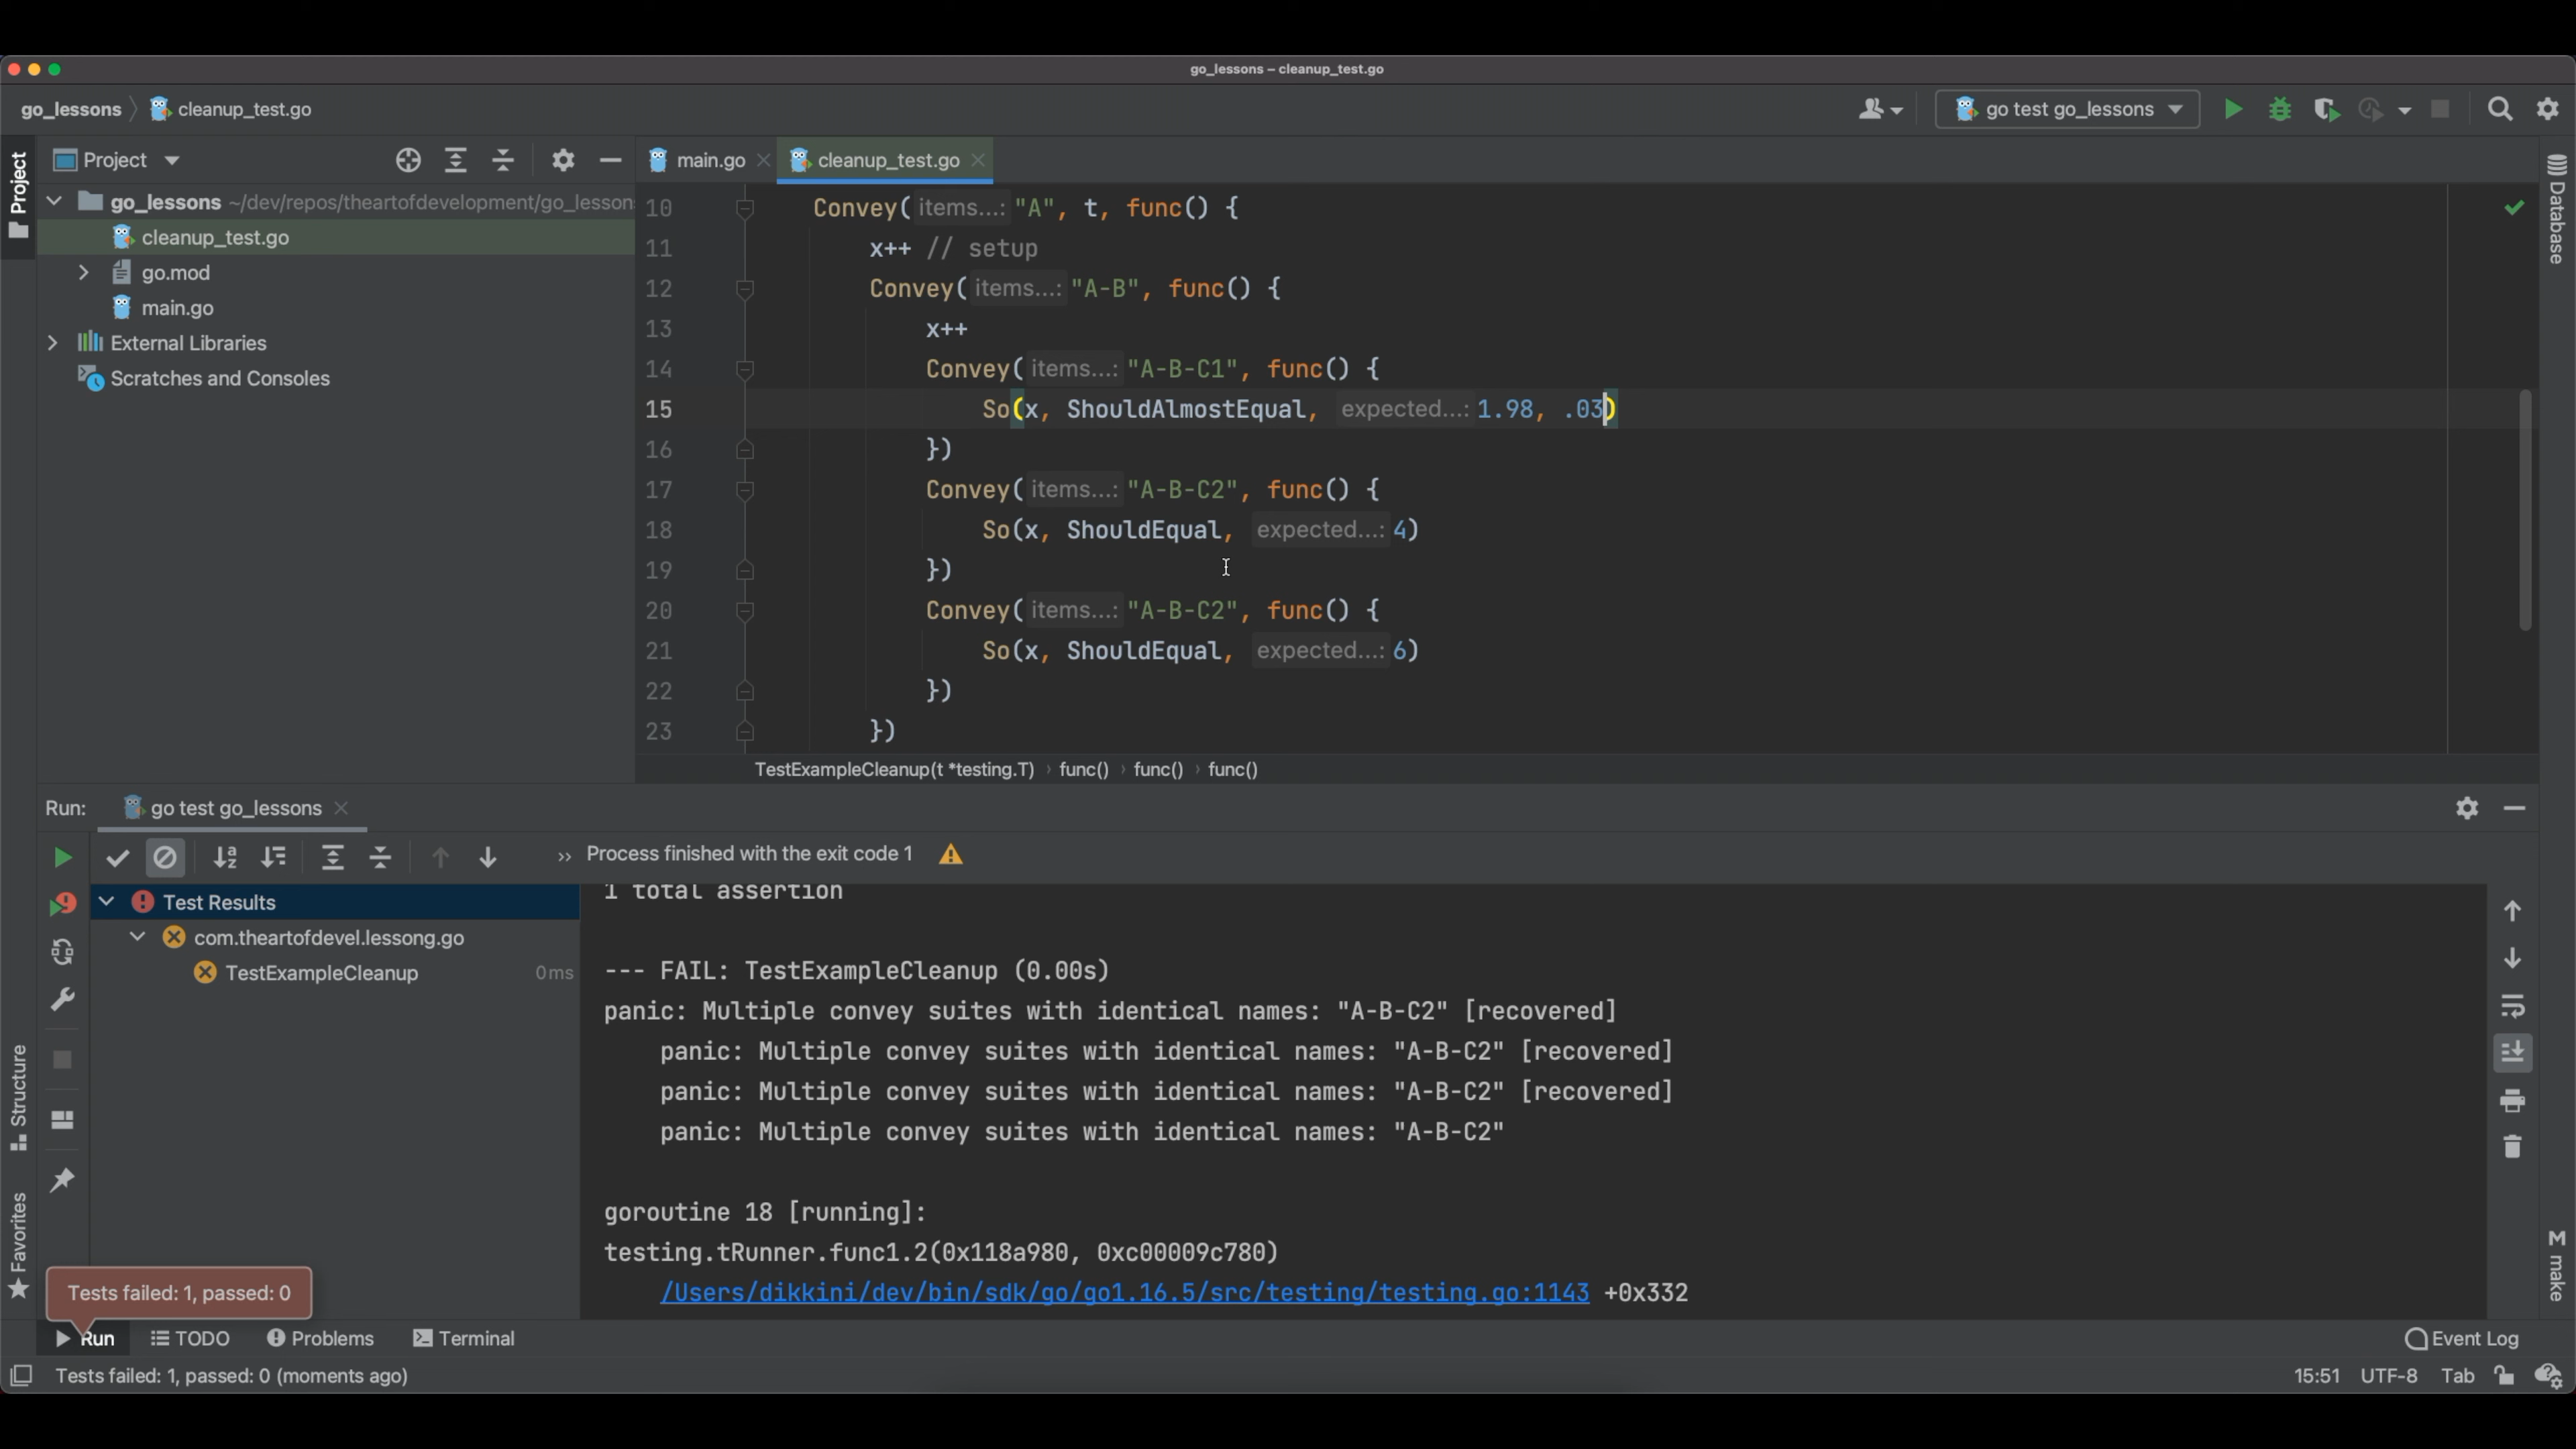 go_lessons – cleanup_test.go
go_lessons cleanup_test.go
go test go_lessons
Project
Project
main.go
cleanup_test.go
Database
go_lessons ~/dev/repos/theartofdevelopment/go_lesson
cleanup_test.go
go.mod
main.go
External Libraries
Scratches and Consoles
10 Convey( items...: "A", t, func() {
11 x++ // setup
12 Convey( items...: "A-B", func() {
13 x++
14 Convey( items...: "A-B-C1", func() {
15 So(x, ShouldAlmostEqual, expected...: 1.98, .03)
16 })
17 Convey( items...: "A-B-C2", func() {
18 So(x, ShouldEqual, expected...: 4)
19 })
20 Convey( items...: "A-B-C2", func() {
21 So(x, ShouldEqual, expected...: 6)
22 })
23 })
TestExampleCleanup(t *testing.T) › func() › func() › func()
Run: go test go_lessons
» Process finished with the exit code 1
Test Results
com.theartofdevel.lessong.go
TestExampleCleanup 0 ms
1 total assertion
--- FAIL: TestExampleCleanup (0.00s)
panic: Multiple convey suites with identical names: "A-B-C2" [recovered]
panic: Multiple convey suites with identical names: "A-B-C2" [recovered]
panic: Multiple convey suites with identical names: "A-B-C2" [recovered]
panic: Multiple convey suites with identical names: "A-B-C2"
goroutine 18 [running]:
testing.tRunner.func1.2(0x118a980, 0xc00009c780)
/Users/dikkini/dev/bin/sdk/go/go1.16.5/src/testing/testing.go:1143 +0x332
Structure
Favorites
M make
Tests failed: 1, passed: 0
Run
TODO
Problems
Terminal
Event Log
Tests failed: 1, passed: 0 (moments ago)
15:51 UTF-8 Tab